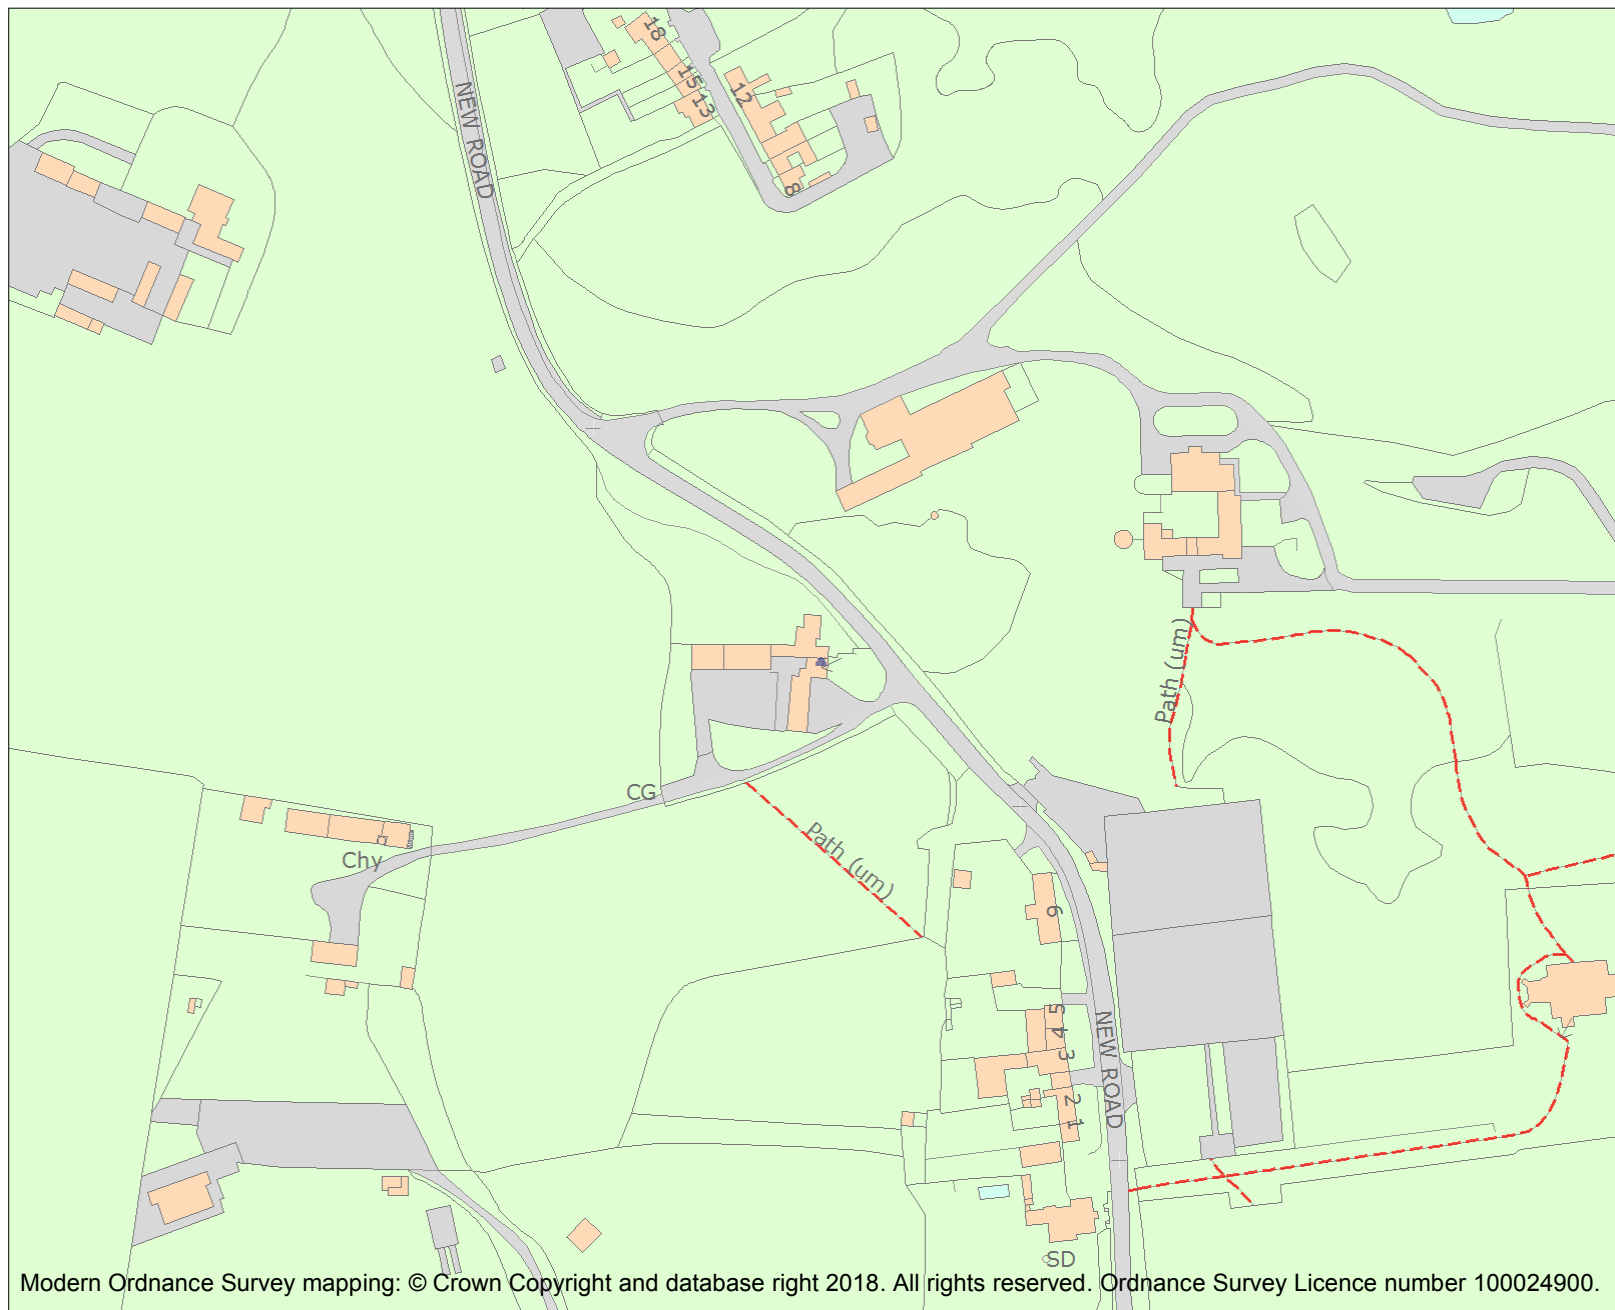 18
15
13
12
8
NEW ROAD
Path (um)
CG
Path (um)
Chy
6
5
4
3
2
1
NEW ROAD
SD
Modern Ordnance Survey mapping: © Crown Copyright and database right 2018. All rights reserved. Ordnance Survey Licence number 100024900.